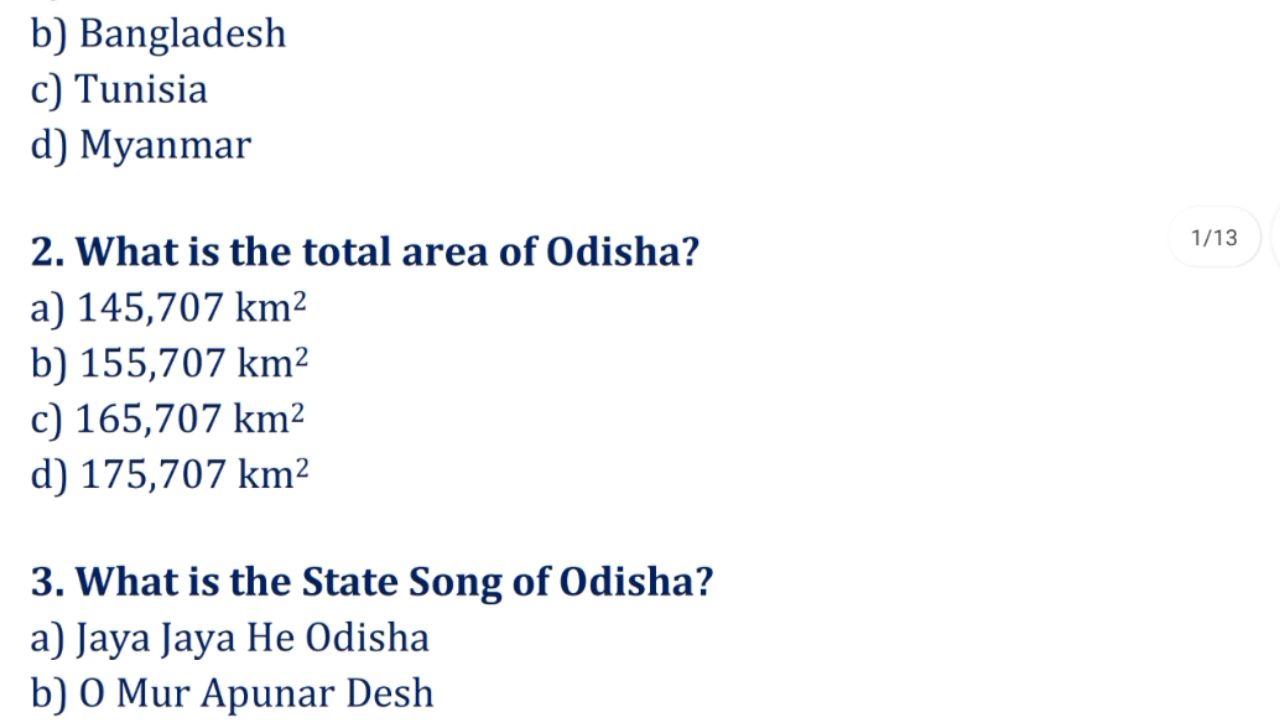 b) Bangladesh
c) Tunisia
d) Myanmar
2. What is the total area of Odisha?
1/13
a) 145,707 km²
b) 155,707 km²
c) 165,707 km²
d) 175,707 km²
3. What is the State Song of Odisha?
a) Jaya Jaya He Odisha
b) O Mur Apunar Desh